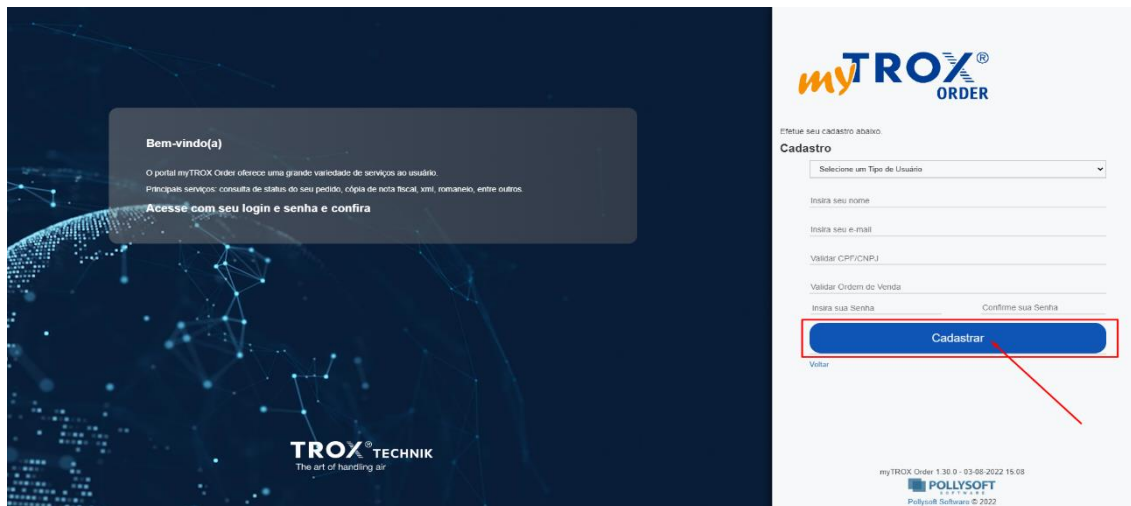 Bem-vindo(a)
O portal myTROX Order oferece uma grande variedade de serviços ao usuário.
Principais serviços: consulta de status do seu pedido, cópia de nota fiscal, xml, romaneio, entre outros.
Acesse com seu login e senha e confira
TROX® TECHNIK
The art of handling air
myTROX®
ORDER
Efetue seu cadastro abaixo.
Cadastro
Selecione um Tipo de Usuário
Insira seu nome
Insira seu e-mail
Validar CPF/CNPJ
Validar Ordem de Venda
Insira sua Senha
Confirme sua Senha
Cadastrar
Voltar
myTROX Order 1.30.0 - 03-08-2022 15:08
POLLYSOFT
SOFTWARE
Pollysoft Software © 2022